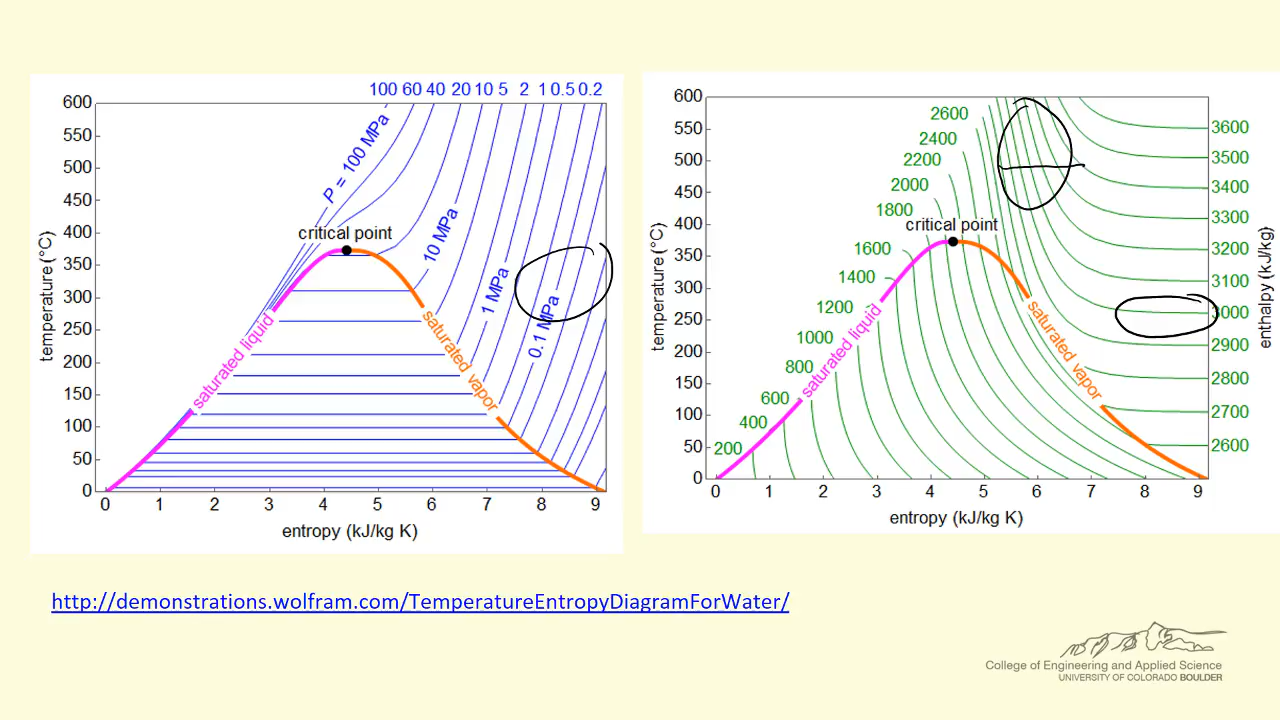 100 60 40 20 10 5 2 1 0.5 0.2
600
550
500
450
400
350
300
250
200
150
100
50
0
temperature (°C)
P = 100 MPa
critical point
10 MPa
1 MPa
0.1 MPa
saturated liquid
saturated vapor
0 1 2 3 4 5 6 7 8 9
entropy (kJ/kg K)
600
550
500
450
400
350
300
250
200
150
100
50
0
temperature (°C)
2600
2400
2200
2000
1800
critical point
1600
1400
1200
1000
800
600
400
200
saturated liquid
saturated vapor
3600
3500
3400
3300
3200
3100
3000
2900
2800
2700
2600
enthalpy (kJ/kg)
0 1 2 3 4 5 6 7 8 9
entropy (kJ/kg K)
http://demonstrations.wolfram.com/TemperatureEntropyDiagramForWater/
College of Engineering and Applied Science
UNIVERSITY OF COLORADO BOULDER